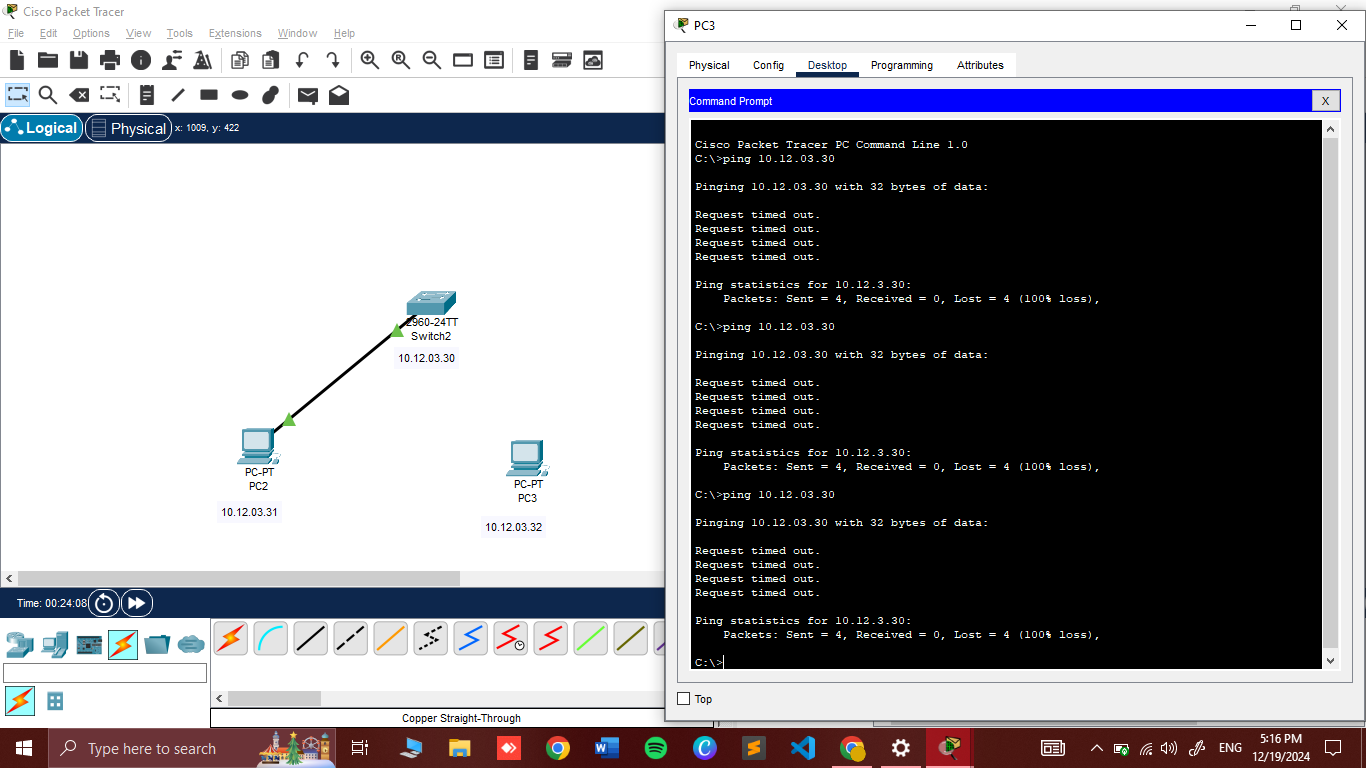 Cisco Packet Tracer
File Edit Options View Tools Extensions Window Help
Logical Physical x: 1009, y: 422
2960-24TT
Switch2
10.12.03.30
PC-PT
PC2
10.12.03.31
PC-PT
PC3
10.12.03.32
Time: 00:24:08
Copper Straight-Through
PC3
Physical Config Desktop Programming Attributes
Command Prompt X
Cisco Packet Tracer PC Command Line 1.0
C:\>ping 10.12.03.30
Pinging 10.12.03.30 with 32 bytes of data:
Request timed out.
Request timed out.
Request timed out.
Request timed out.
Ping statistics for 10.12.3.30:
Packets: Sent = 4, Received = 0, Lost = 4 (100% loss),
C:\>ping 10.12.03.30
Pinging 10.12.03.30 with 32 bytes of data:
Request timed out.
Request timed out.
Request timed out.
Request timed out.
Ping statistics for 10.12.3.30:
Packets: Sent = 4, Received = 0, Lost = 4 (100% loss),
C:\>ping 10.12.03.30
Pinging 10.12.03.30 with 32 bytes of data:
Request timed out.
Request timed out.
Request timed out.
Request timed out.
Ping statistics for 10.12.3.30:
Packets: Sent = 4, Received = 0, Lost = 4 (100% loss),
C:\>
Top
Type here to search
ENG
5:16 PM
12/19/2024